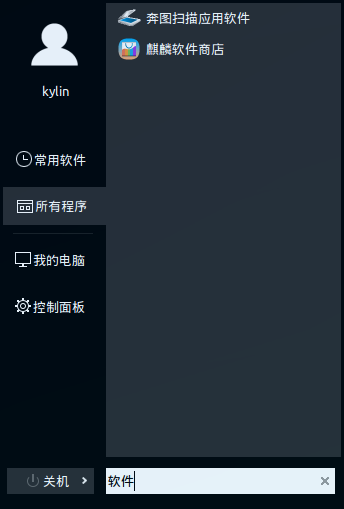 奔图扫描应用软件
麒麟软件商店
kylin
常用软件
所有程序
我的电脑
控制面板
关机
软件